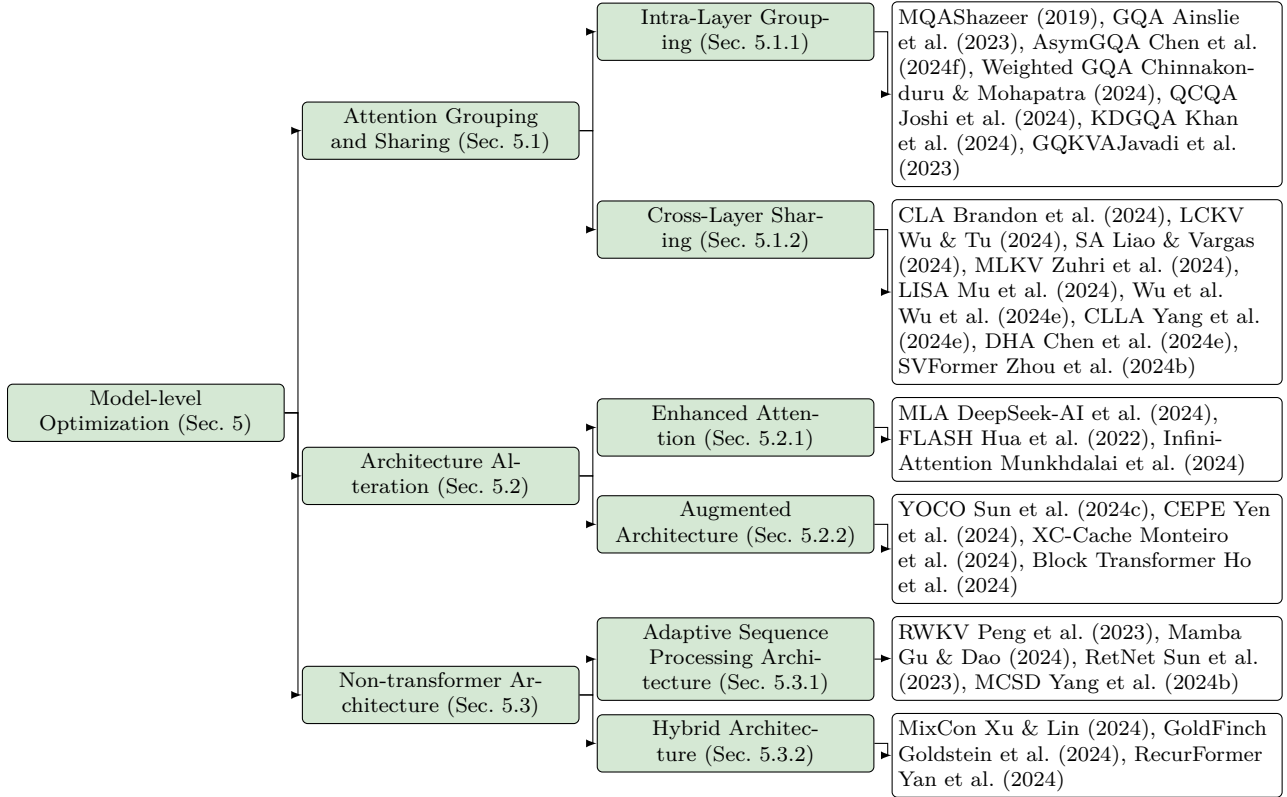 Model-level
Optimization (Sec. 5)
Attention Grouping
and Sharing (Sec. 5.1)
Intra-Layer Group-
ing (Sec. 5.1.1)
MQAShazeer (2019), GQA Ainslie
et al. (2023), AsymGQA Chen et al.
(2024f), Weighted GQA Chinnakon-
duru & Mohapatra (2024), QCQA
Joshi et al. (2024), KDGQA Khan
et al. (2024), GQKVAJavadi et al.
(2023)
Cross-Layer Shar-
ing (Sec. 5.1.2)
CLA Brandon et al. (2024), LCKV
Wu & Tu (2024), SA Liao & Vargas
(2024), MLKV Zuhri et al. (2024),
LISA Mu et al. (2024), Wu et al.
Wu et al. (2024e), CLLA Yang et al.
(2024e), DHA Chen et al. (2024e),
SVFormer Zhou et al. (2024b)
Architecture Al-
teration (Sec. 5.2)
Enhanced Atten-
tion (Sec. 5.2.1)
MLA DeepSeek-AI et al. (2024),
FLASH Hua et al. (2022), Infini-
Attention Munkhdalai et al. (2024)
Augmented
Architecture (Sec. 5.2.2)
YOCO Sun et al. (2024c), CEPE Yen
et al. (2024), XC-Cache Monteiro
et al. (2024), Block Transformer Ho
et al. (2024)
Non-transformer Ar-
chitecture (Sec. 5.3)
Adaptive Sequence
Processing Archi-
tecture (Sec. 5.3.1)
RWKV Peng et al. (2023), Mamba
Gu & Dao (2024), RetNet Sun et al.
(2023), MCSD Yang et al. (2024b)
Hybrid Architec-
ture (Sec. 5.3.2)
MixCon Xu & Lin (2024), GoldFinch
Goldstein et al. (2024), RecurFormer
Yan et al. (2024)